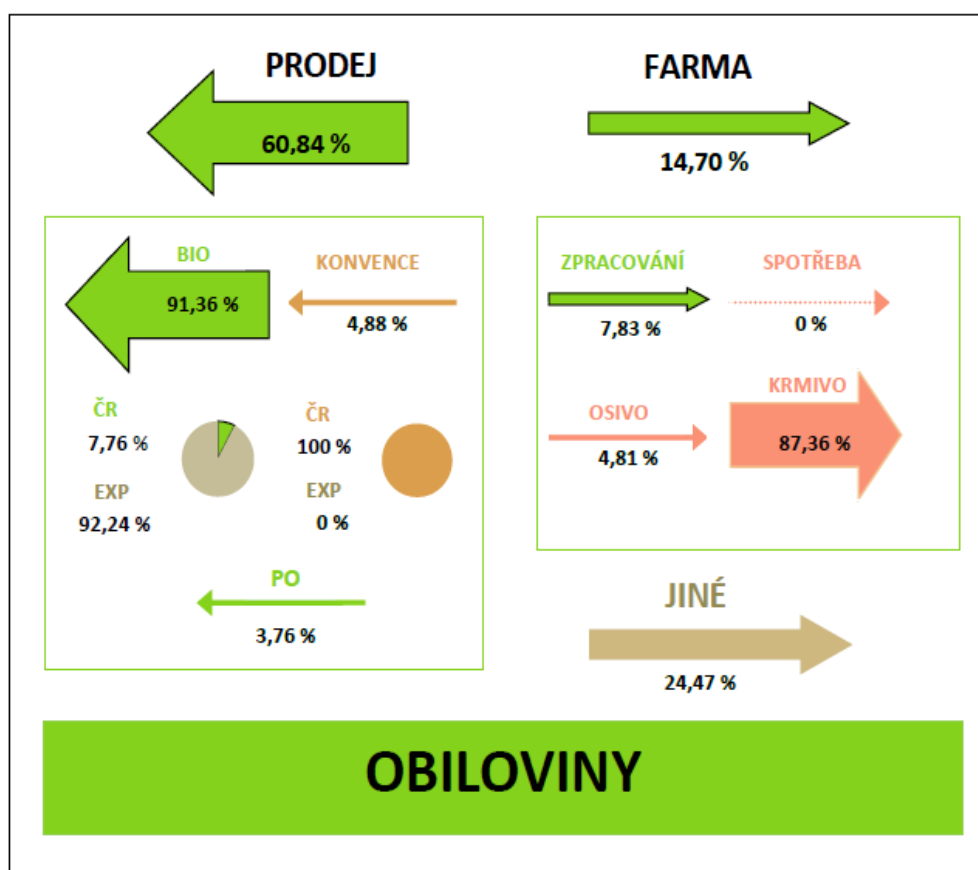 PRODEJ
60,84 %
FARMA
14,70 %
BIO
91,36 %
KONVENCE
4,88 %
ČR
7,76 %
EXP
92,24 %
ČR
100 %
EXP
0 %
PO
3,76 %
ZPRACOVÁNÍ
7,83 %
SPOTŘEBA
0 %
OSIVO
4,81 %
KRMIVO
87,36 %
JINÉ
24,47 %
OBILOVINY